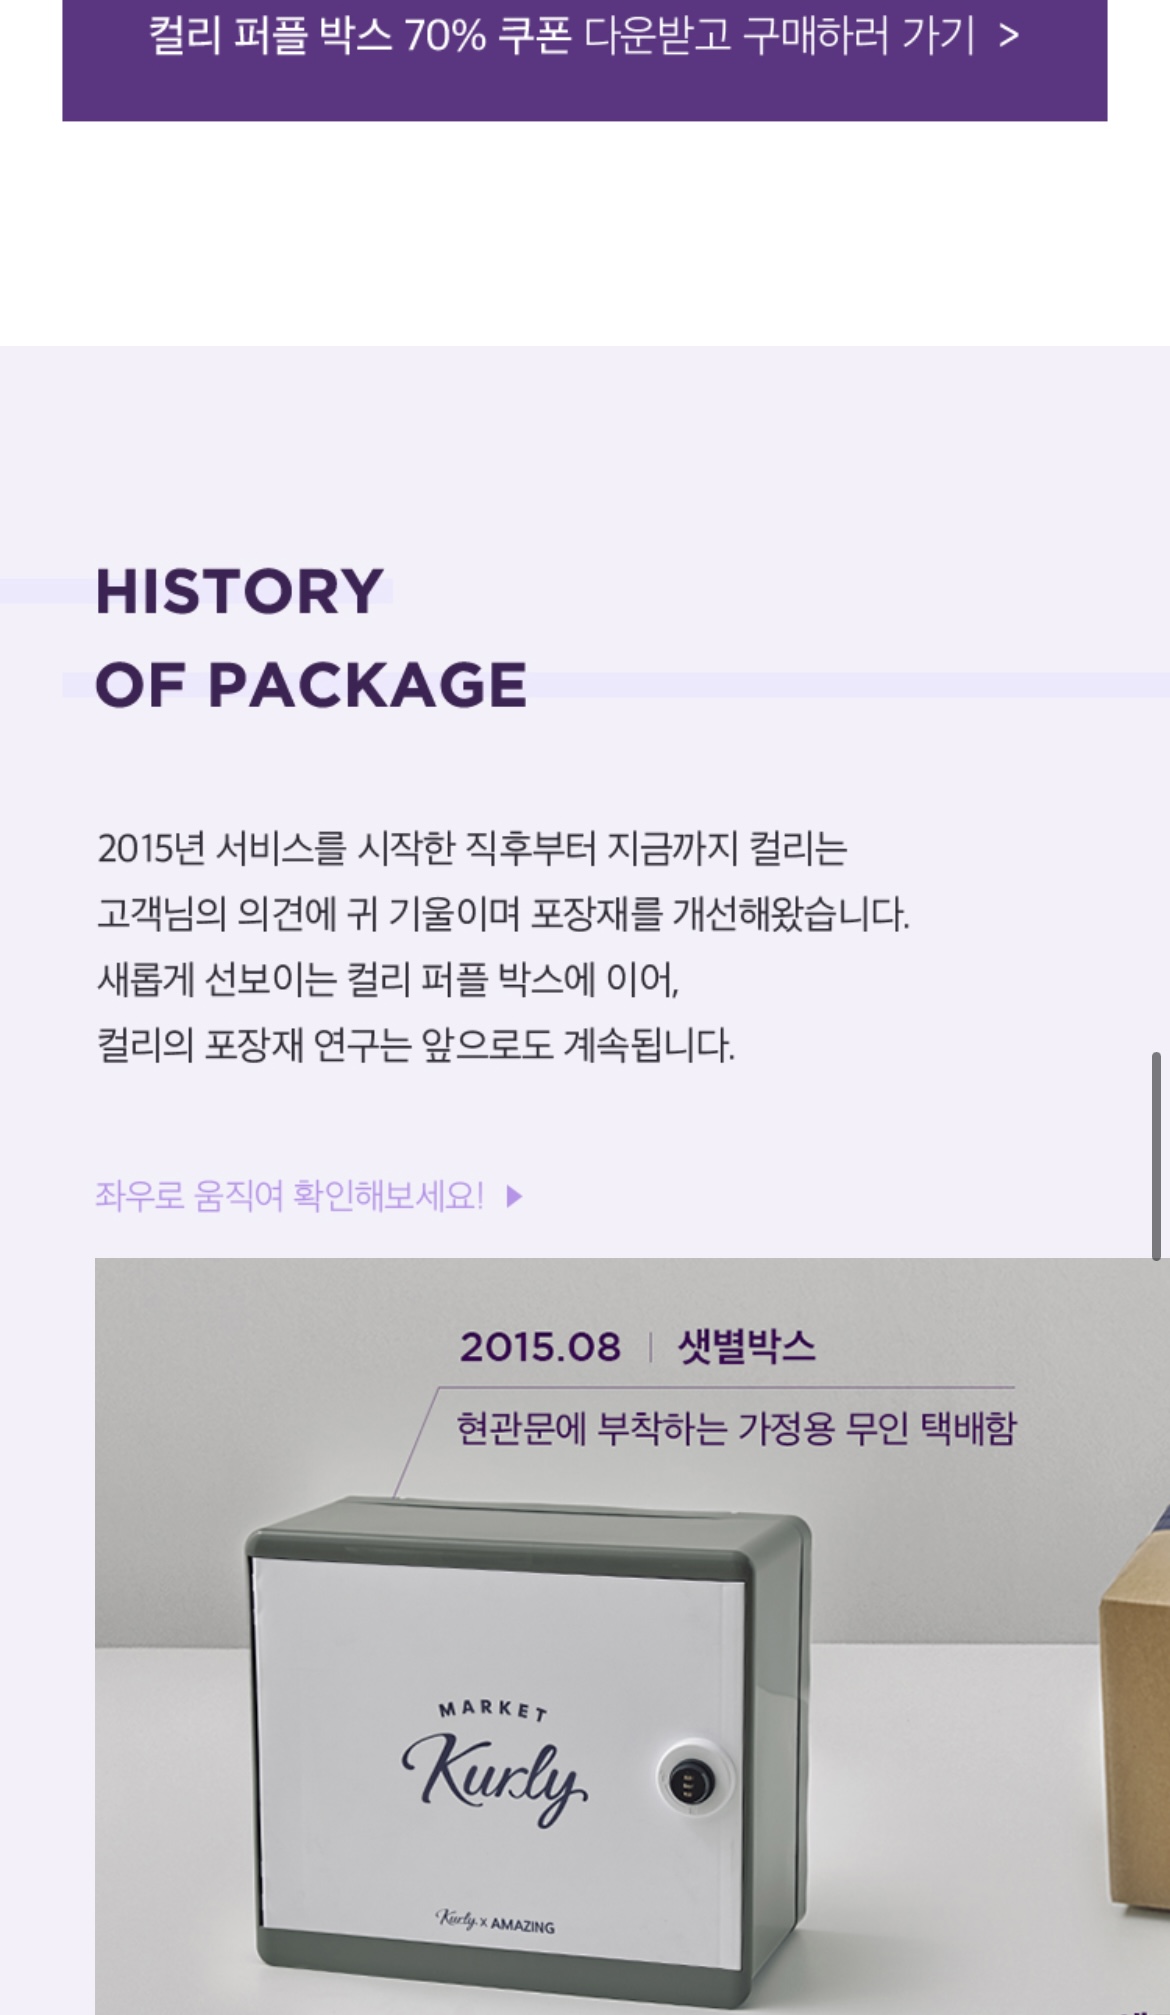 컬리 퍼플 박스 70% 쿠폰 다운받고 구매하러 가기 >
HISTORY
OF PACKAGE
2015년 서비스를 시작한 직후부터 지금까지 컬리는
고객님의 의견에 귀 기울이며 포장재를 개선해왔습니다.
새롭게 선보이는 컬리 퍼플 박스에 이어,
컬리의 포장재 연구는 앞으로도 계속됩니다.
좌우로 움직여 확인해보세요! ▶
2015.08 | 샛별박스
현관문에 부착하는 가정용 무인 택배함
MARKET
Kurly
Kurly x AMAZING